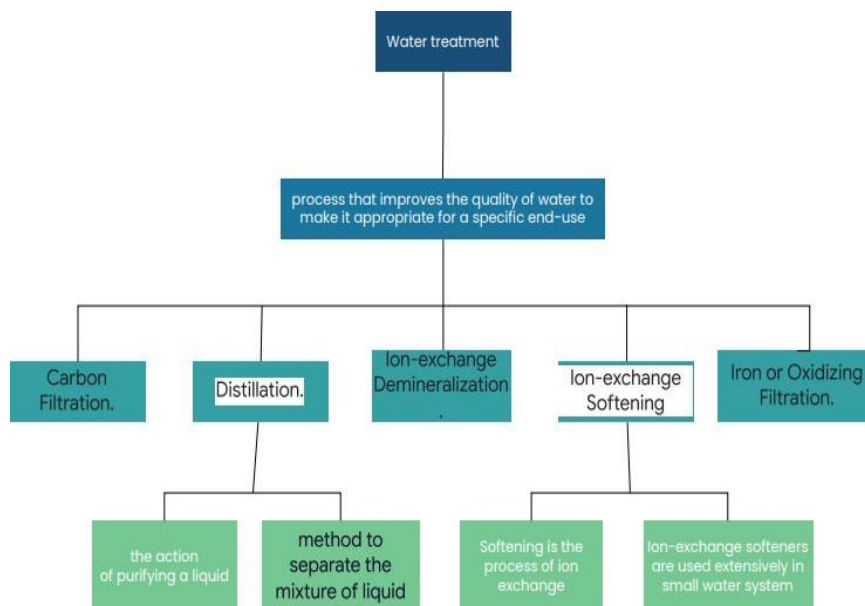 Water treatment
process that improves the quality of water to
make it appropriate for a specific end-use
Carbon
Filtration.
Distillation.
Ion-exchange
Demineralization
.
Ion-exchange
Softening
Iron or Oxidizing
Filtration.
the action
of purifying a liquid
method to
separate the
mixture of liquid
Softening is the
process of ion
exchange
Ion-exchange softeners
are used extensively in
small water system